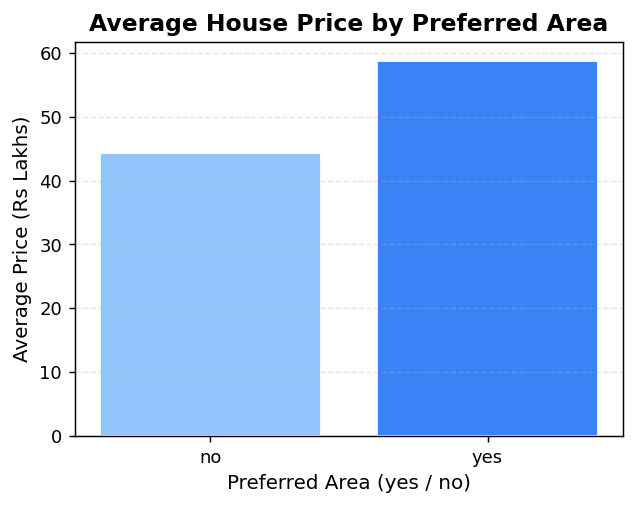 Average House Price by Preferred Area
Average Price (Rs Lakhs)
60
50
40
30
20
10
0
no
yes
Preferred Area (yes / no)